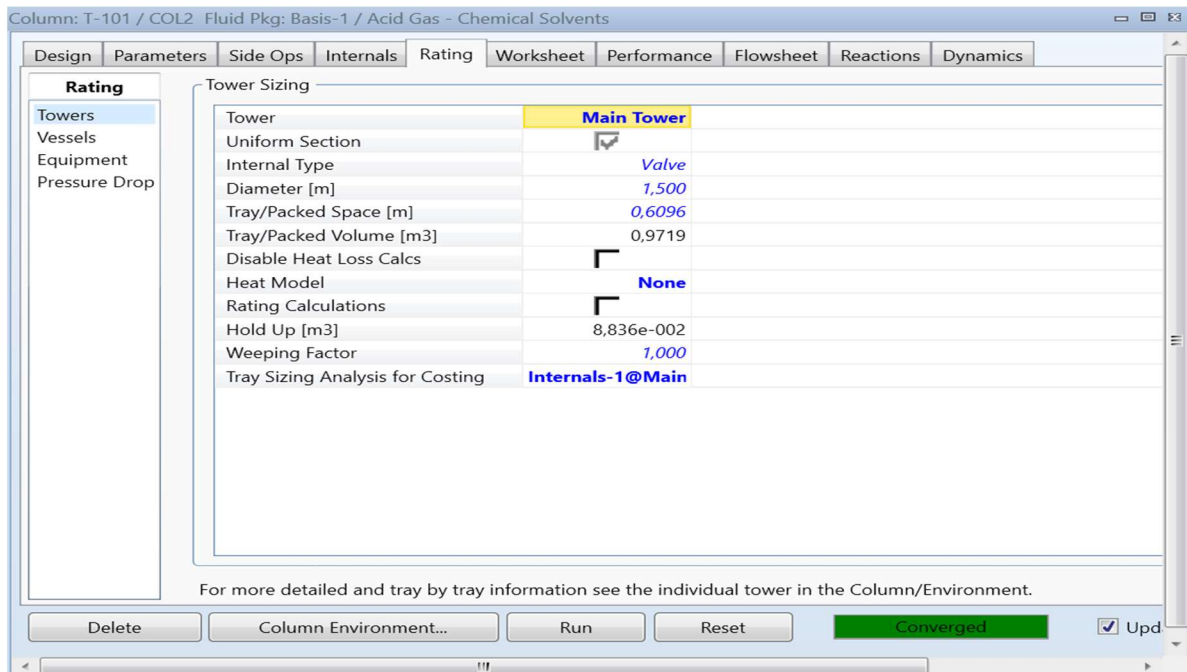 Column: T-101 / COL2 Fluid Pkg: Basis-1 / Acid Gas - Chemical Solvents
Design Parameters Side Ops Internals Rating Worksheet Performance Flowsheet Reactions Dynamics
Rating
Towers
Vessels
Equipment
Pressure Drop
Tower Sizing
Tower Main Tower
Uniform Section
Internal Type Valve
Diameter [m] 1,500
Tray/Packed Space [m] 0,6096
Tray/Packed Volume [m3] 0,9719
Disable Heat Loss Calcs
Heat Model None
Rating Calculations
Hold Up [m3] 8,836e-002
Weeping Factor 1,000
Tray Sizing Analysis for Costing Internals-1@Main
For more detailed and tray by tray information see the individual tower in the Column/Environment.
Delete Column Environment... Run Reset Converged Upd